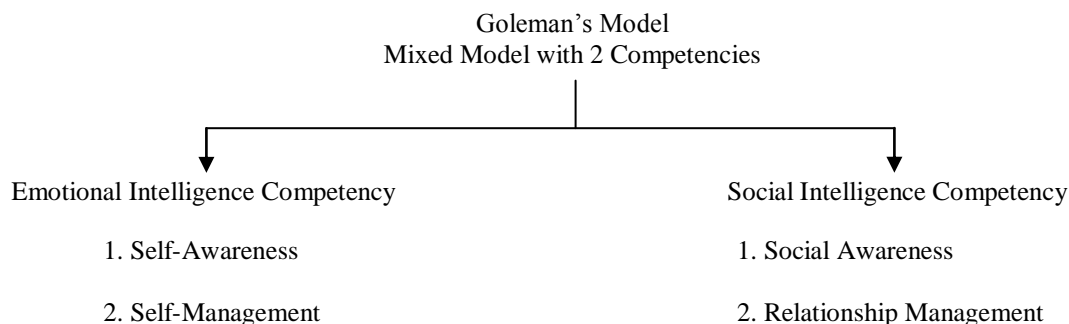 Goleman’s Model
Mixed Model with 2 Competencies
Emotional Intelligence Competency
1. Self-Awareness
2. Self-Management
Social Intelligence Competency
1. Social Awareness
2. Relationship Management